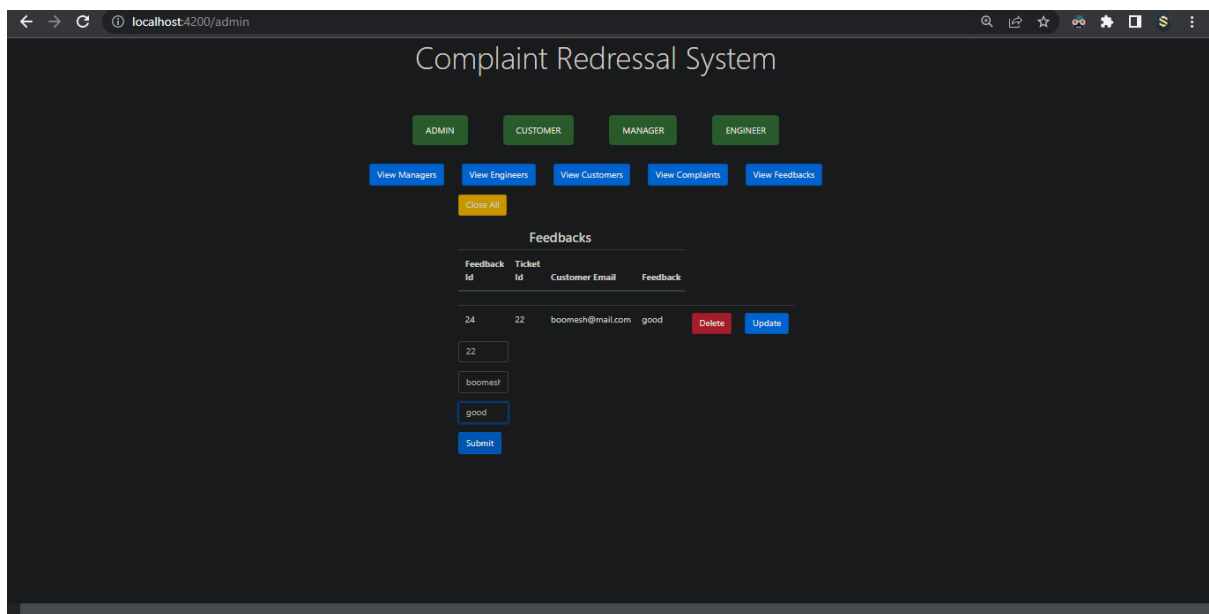 localhost:4200/admin
Complaint Redressal System
ADMIN CUSTOMER MANAGER ENGINEER
View Managers View Engineers View Customers View Complaints View Feedbacks
Close All
Feedbacks
Feedback Ticket
Id Id Customer Email Feedback
24 22 boomesh@mail.com good Delete Update
22
boomesh
good
Submit